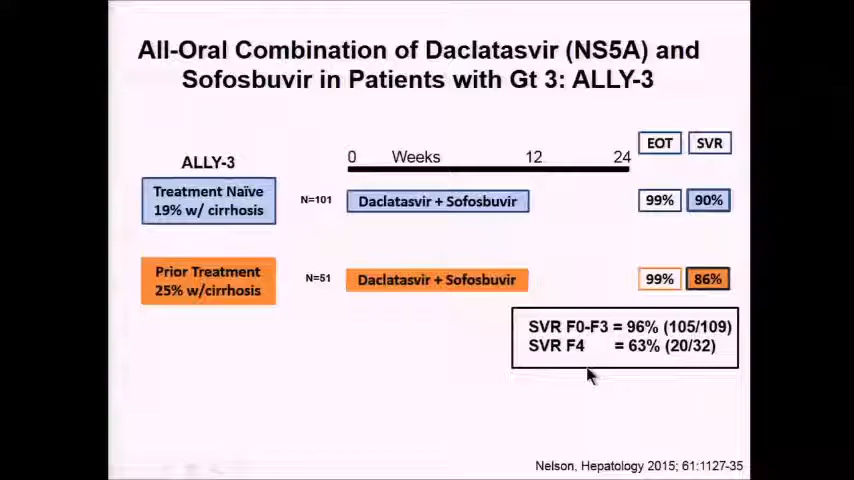 All-Oral Combination of Daclatasvir (NS5A) and
Sofosbuvir in Patients with Gt 3: ALLY-3
EOT SVR
0 Weeks 12 24
ALLY-3
Treatment Naïve
19% w/ cirrhosis
N=101
Daclatasvir + Sofosbuvir
99% 90%
Prior Treatment
25% w/cirrhosis
N=51
Daclatasvir + Sofosbuvir
99% 86%
SVR F0-F3 = 96% (105/109)
SVR F4 = 63% (20/32)
Nelson, Hepatology 2015; 61:1127-35